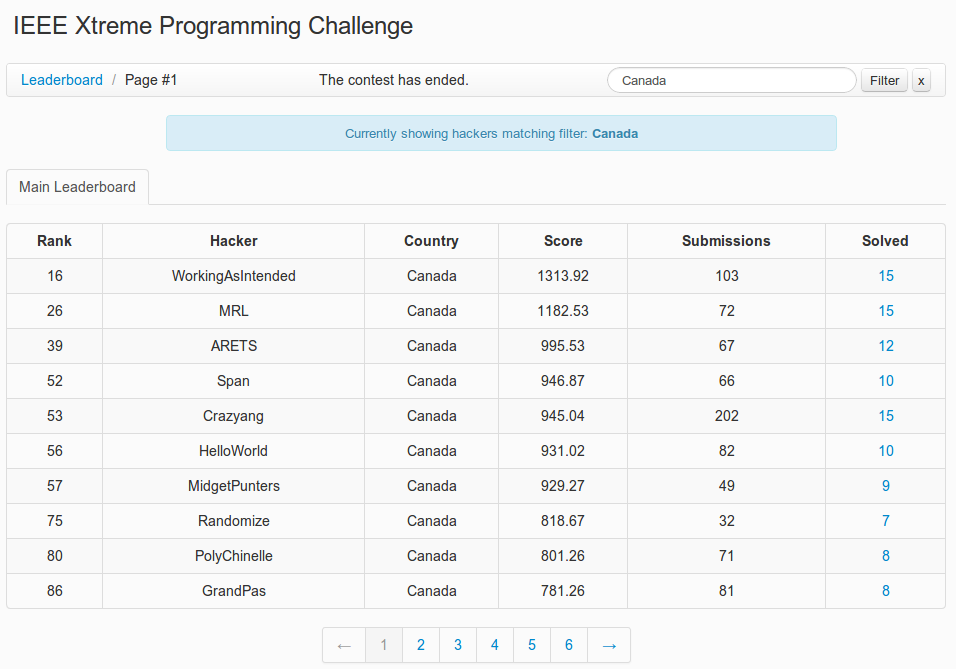 IEEE Xtreme Programming Challenge
Leaderboard / Page #1 The contest has ended. Canada Filter x
Currently showing hackers matching filter: Canada
Main Leaderboard
Rank Hacker Country Score Submissions Solved
16 WorkingAsIntended Canada 1313.92 103 15
26 MRL Canada 1182.53 72 15
39 ARETS Canada 995.53 67 12
52 Span Canada 946.87 66 10
53 Crazyang Canada 945.04 202 15
56 HelloWorld Canada 931.02 82 10
57 MidgetPunters Canada 929.27 49 9
75 Randomize Canada 818.67 32 7
80 PolyChinelle Canada 801.26 71 8
86 GrandPas Canada 781.26 81 8
← 1 2 3 4 5 6 →